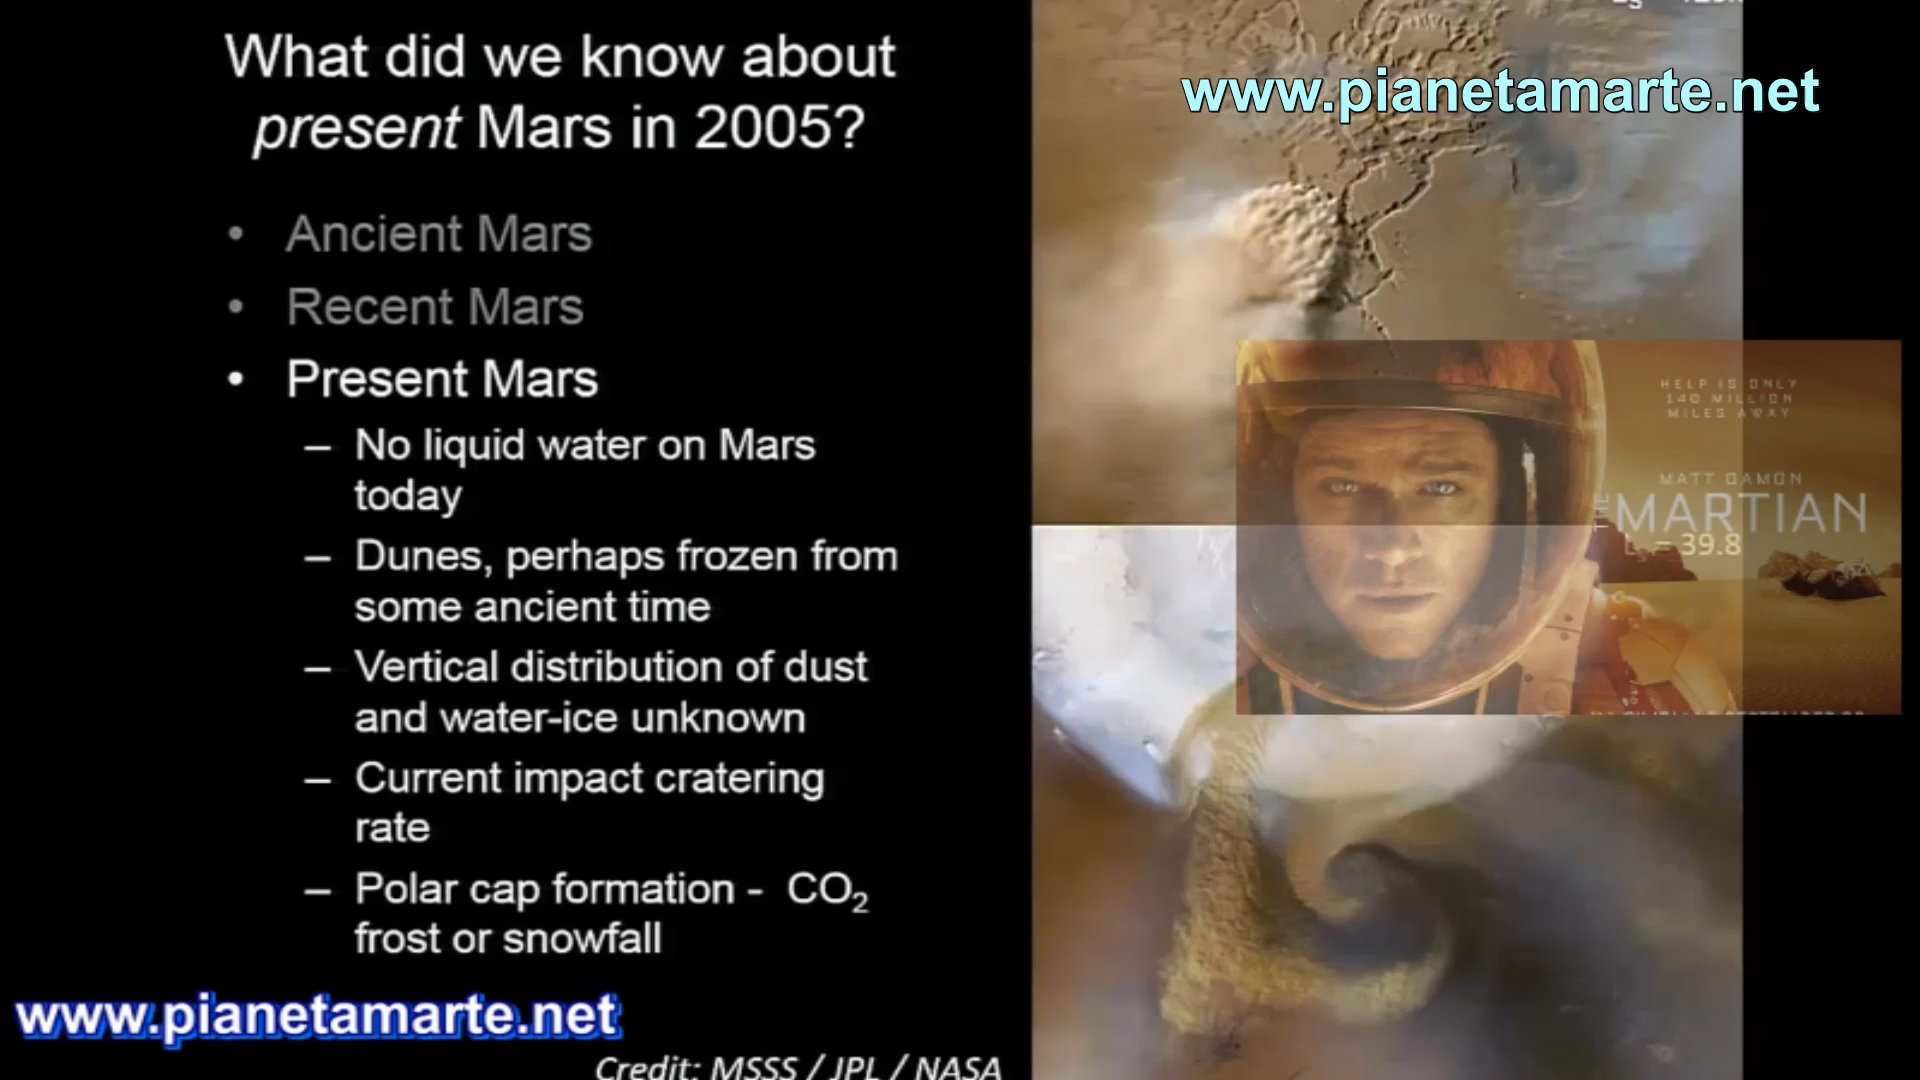 What did we know about
present Mars in 2005?
• Ancient Mars
• Recent Mars
• Present Mars
– No liquid water on Mars
today
– Dunes, perhaps frozen from
some ancient time
– Vertical distribution of dust
and water-ice unknown
– Current impact cratering
rate
– Polar cap formation - CO₂
frost or snowfall
www.pianetamarte.net
Credit: MSSS / JPL / NASA
www.pianetamarte.net
HELP IS ONLY
140 MILLION
MILES AWAY
MATT DAMON
THE MARTIAN
= 39.8